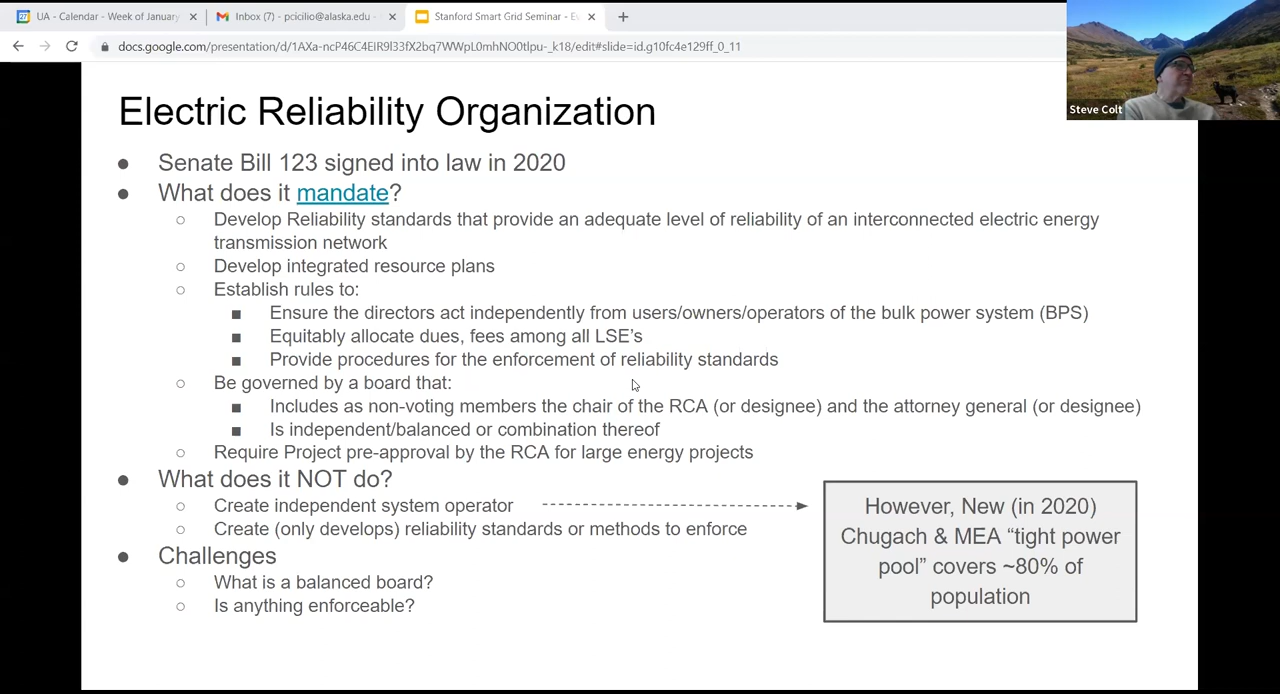 27 UA - Calendar - Week of January
Inbox (7) - pcicilio@alaska.edu -
Stanford Smart Grid Seminar - E
docs.google.com/presentation/d/1AXa-ncP46C4EIR9I33fX2bq7WWpL0mhNO0tIpu-_k18/edit#slide=id.g10fc4e129ff_0_11
Steve Colt
Electric Reliability Organization
● Senate Bill 123 signed into law in 2020
● What does it mandate?
○ Develop Reliability standards that provide an adequate level of reliability of an interconnected electric energy
transmission network
○ Develop integrated resource plans
○ Establish rules to:
■ Ensure the directors act independently from users/owners/operators of the bulk power system (BPS)
■ Equitably allocate dues, fees among all LSE’s
■ Provide procedures for the enforcement of reliability standards
○ Be governed by a board that:
■ Includes as non-voting members the chair of the RCA (or designee) and the attorney general (or designee)
■ Is independent/balanced or combination thereof
○ Require Project pre-approval by the RCA for large energy projects
● What does it NOT do?
○ Create independent system operator
○ Create (only develops) reliability standards or methods to enforce
● Challenges
○ What is a balanced board?
○ Is anything enforceable?
However, New (in 2020)
Chugach & MEA “tight power
pool” covers ~80% of
population